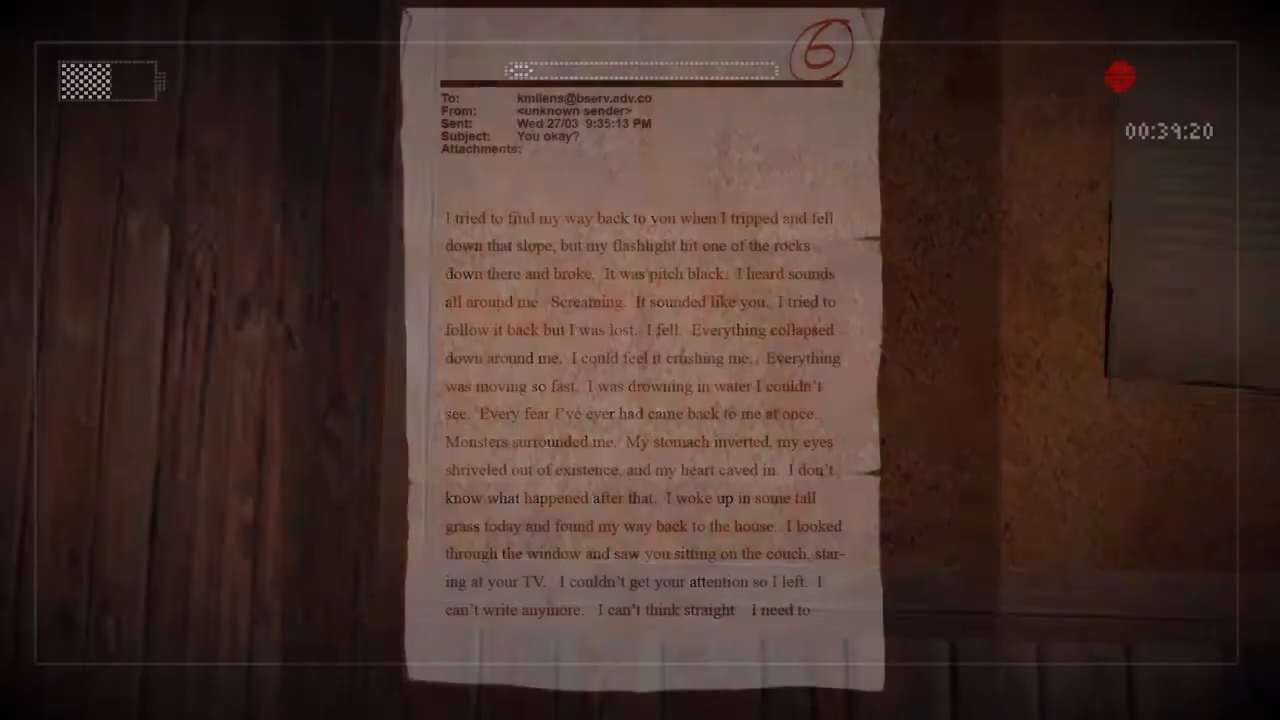 6
To: kmilens@bserv.adv.co
From: <unknown sender>
Sent: Wed 27/03 9:35:13 PM
Subject: You okay?
Attachments:
00:39:20
I tried to find my way back to you when I tripped and fell
down that slope, but my flashlight hit one of the rocks
down there and broke. It was pitch black. I heard sounds
all around me Screaming. It sounded like you. I tried to
follow it back but I was lost. I fell. Everything collapsed
down around me. I could feel it crushing me. Everything
was moving so fast. I was drowning in water I couldn't
see. Every fear I've ever had came back to me at once.
Monsters surrounded me. My stomach inverted, my eyes
shriveled out of existence, and my heart caved in. I don't
know what happened after that. I woke up in some tall
grass today and found my way back to the house. I looked
through the window and saw you sitting on the couch, star-
ing at your TV. I couldn't get your attention so I left. I
can't write anymore. I can't think straight I need to